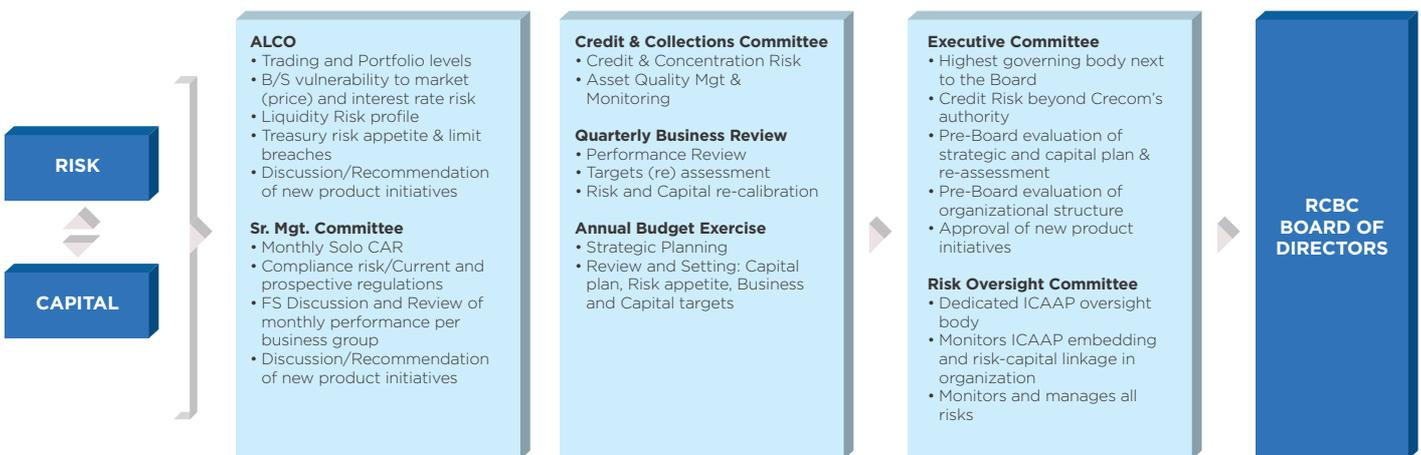 RISK
CAPITAL
ALCO
• Trading and Portfolio levels
• B/S vulnerability to market
(price) and interest rate risk
• Liquidity Risk profile
• Treasury risk appetite & limit
breaches
• Discussion/Recommendation
of new product initiatives
Sr. Mgt. Committee
• Monthly Solo CAR
• Compliance risk/Current and
prospective regulations
• FS Discussion and Review of
monthly performance per
business group
• Discussion/Recommendation
of new product initiatives
Credit & Collections Committee
• Credit & Concentration Risk
• Asset Quality Mgt &
Monitoring
Quarterly Business Review
• Performance Review
• Targets (re) assessment
• Risk and Capital re-calibration
Annual Budget Exercise
• Strategic Planning
• Review and Setting: Capital
plan, Risk appetite, Business
and Capital targets
Executive Committee
• Highest governing body next
to the Board
• Credit Risk beyond Crecom's
authority
• Pre-Board evaluation of
strategic and capital plan &
re-assessment
• Pre-Board evaluation of
organizational structure
• Approval of new product
initiatives
Risk Oversight Committee
• Dedicated ICAAP oversight
body
• Monitors ICAAP embedding
and risk-capital linkage in
organization
• Monitors and manages all
risks
RCBC
BOARD OF
DIRECTORS